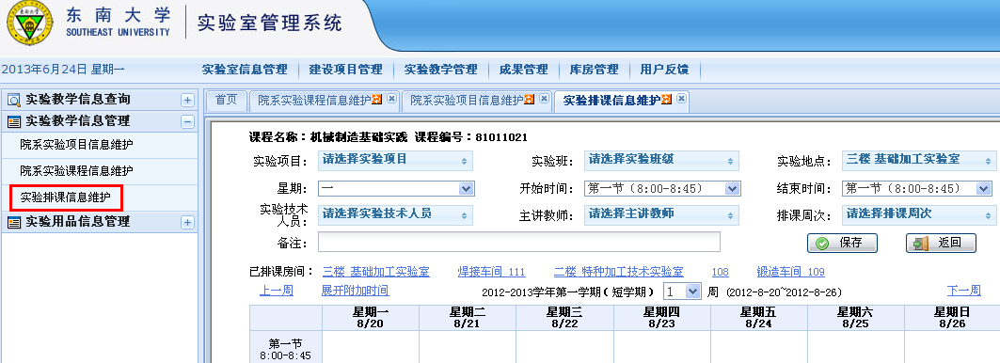 东南大学
SOUTHEAST UNIVERSITY
实验室管理系统
2013年6月24日 星期一
实验室信息管理 建设项目管理 实验教学管理 成果管理 库房管理 用户反馈
实验教学信息查询
实验教学信息管理
院系实验项目信息维护
院系实验课程信息维护
实验排课信息维护
实验用品信息管理
首页 院系实验课程信息维护 院系实验项目信息维护 实验排课信息维护
课程名称：机械制造基础实践 课程编号：81011021
实验项目： 请选择实验项目 实验班： 请选择实验班级 实验地点： 三楼 基础加工实验室
星期： 一 开始时间： 第一节（8:00-8:45） 结束时间： 第一节（8:00-8:45）
实验技术人员： 请选择实验技术人员 主讲教师： 请选择主讲教师 排课周次： 请选择排课周次
备注： 保存 返回
已排课房间： 三楼 基础加工实验室 焊接车间 111 二楼 特种加工技术实验室 108 锻造车间 109
上一周 展开附加时间 2012-2013学年第一学期(短学期) 1 周 (2012-8-20~2012-8-26) 下一周
星期一 星期二 星期三 星期四 星期五 星期六 星期日
8/20 8/21 8/22 8/23 8/24 8/25 8/26
第一节
8:00-8:45